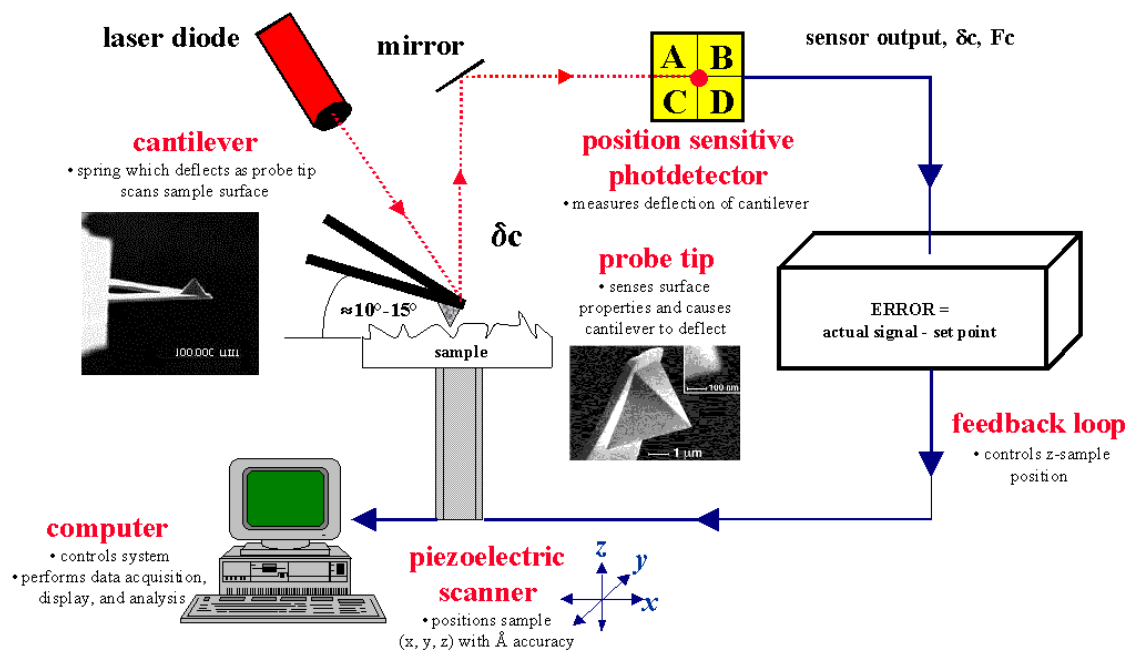 laser diode
mirror
A B
C D
sensor output, δc, Fc
cantilever
• spring which deflects as probe tip
scans sample surface
100.000 µm
position sensitive
photdetector
• measures deflection of cantilever
δc
≈10°-15°
sample
probe tip
• senses surface
properties and causes
cantilever to deflect
100 nm
1 µm
ERROR =
actual signal - set point
feedback loop
• controls z-sample
position
computer
• controls system
• performs data acquisition,
display, and analysis
piezoelectric
scanner
• positions sample
(x, y, z) with Å accuracy
z
y
x